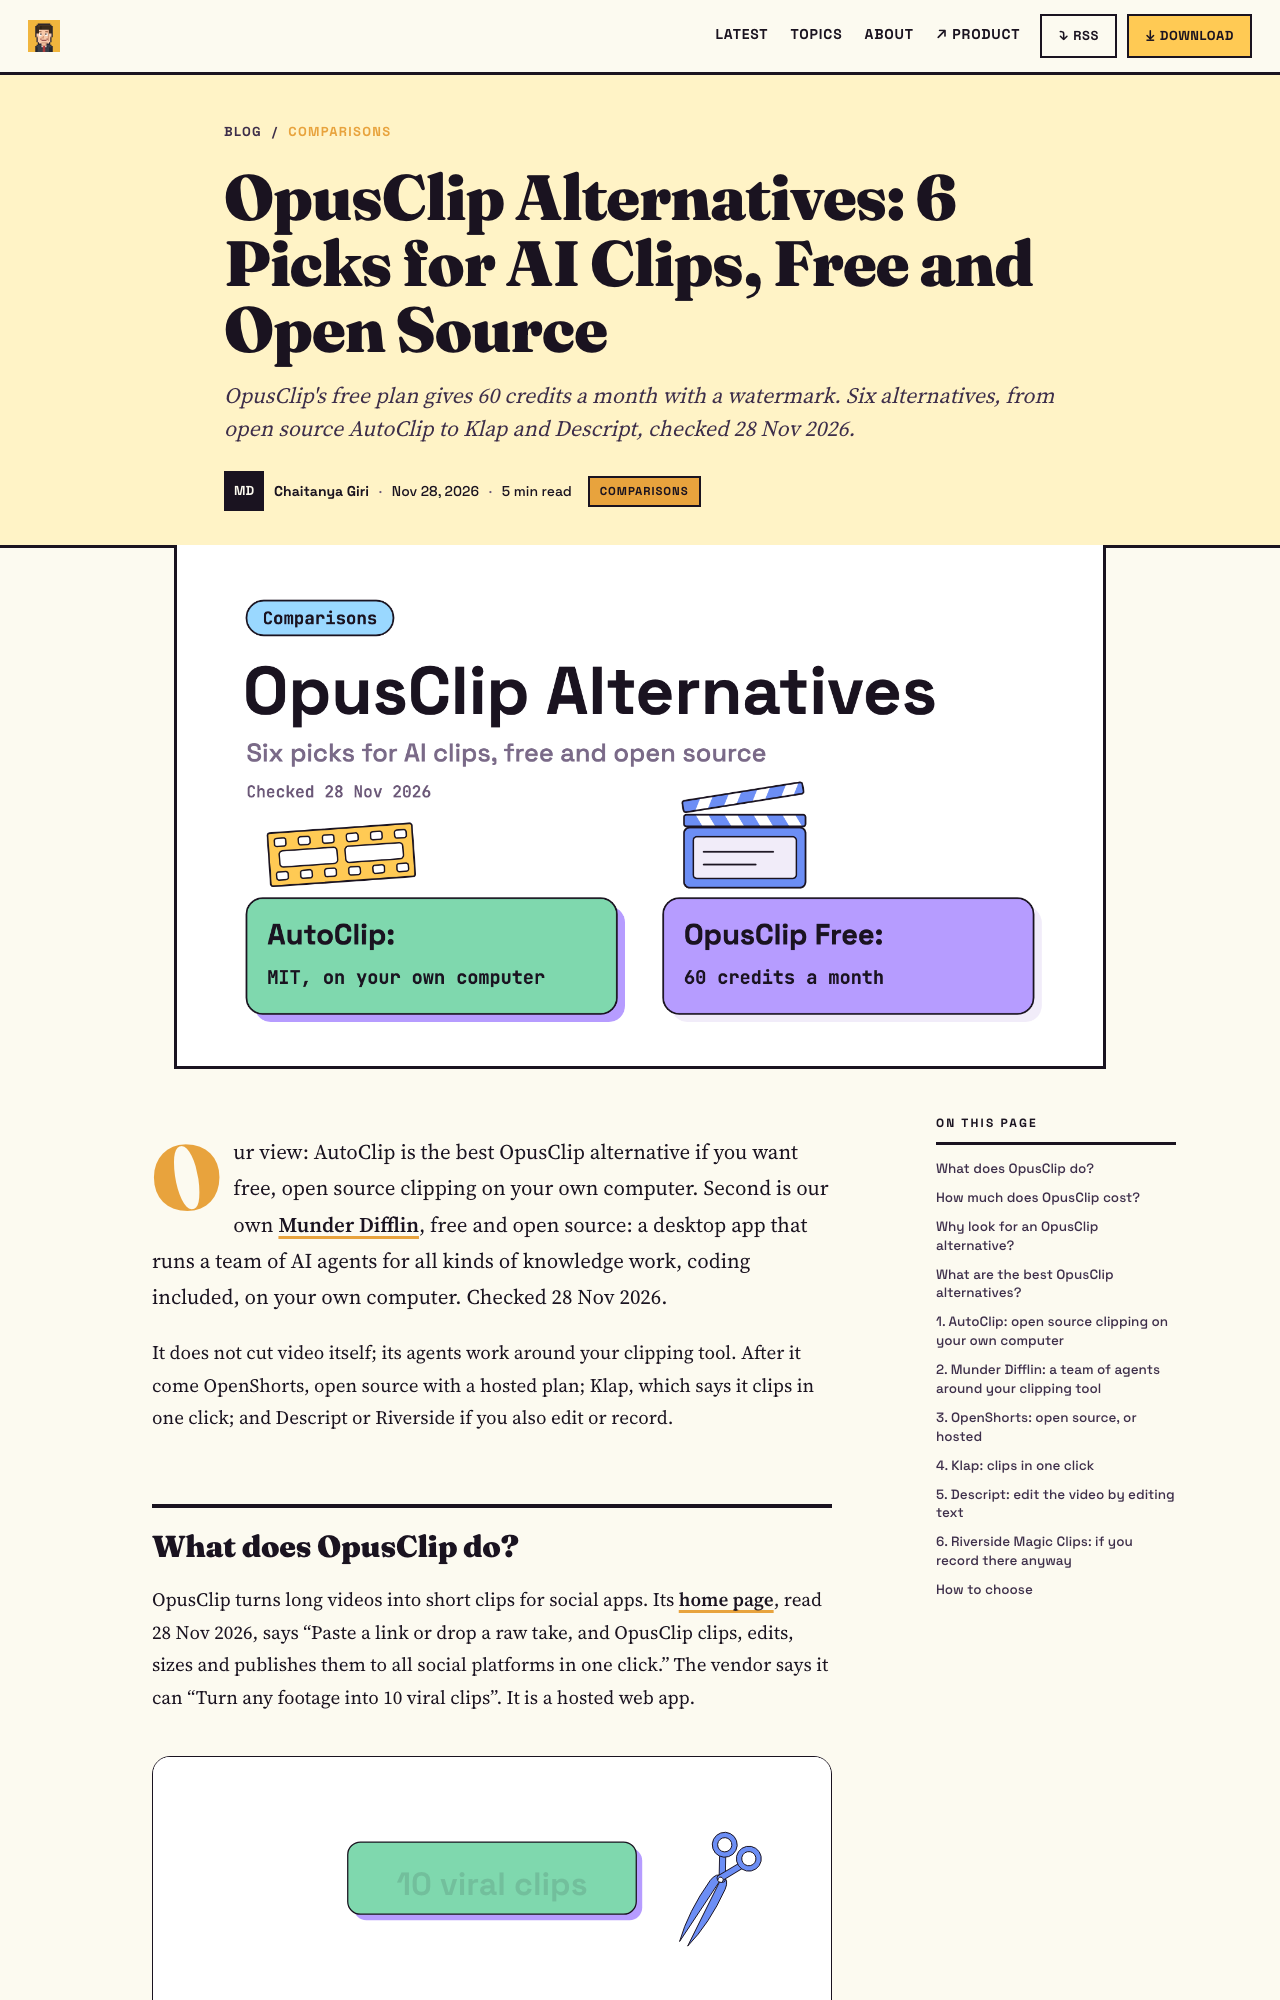 LATEST TOPICS ABOUT ↗ PRODUCT ↴ RSS ⤓ DOWNLOAD
BLOG / COMPARISONS
OpusClip Alternatives: 6
Picks for AI Clips, Free and
Open Source
OpusClip's free plan gives 60 credits a month with a watermark. Six alternatives, from
open source AutoClip to Klap and Descript, checked 28 Nov 2026.
MD Chaitanya Giri · Nov 28, 2026 · 5 min read COMPARISONS
Comparisons
OpusClip Alternatives
Six picks for AI clips, free and open source
Checked 28 Nov 2026
AutoClip:
MIT, on your own computer
OpusClip Free:
60 credits a month
Our view: AutoClip is the best OpusClip alternative if you want
free, open source clipping on your own computer. Second is our
own Munder Difflin, free and open source: a desktop app that
runs a team of AI agents for all kinds of knowledge work, coding
included, on your own computer. Checked 28 Nov 2026.
It does not cut video itself; its agents work around your clipping tool. After it
come OpenShorts, open source with a hosted plan; Klap, which says it clips in
one click; and Descript or Riverside if you also edit or record.
What does OpusClip do?
OpusClip turns long videos into short clips for social apps. Its home page, read
28 Nov 2026, says “Paste a link or drop a raw take, and OpusClip clips, edits,
sizes and publishes them to all social platforms in one click.” The vendor says it
can “Turn any footage into 10 viral clips”. It is a hosted web app.
10 viral clips
ON THIS PAGE
What does OpusClip do?
How much does OpusClip cost?
Why look for an OpusClip
alternative?
What are the best OpusClip
alternatives?
1. AutoClip: open source clipping on
your own computer
2. Munder Difflin: a team of agents
around your clipping tool
3. OpenShorts: open source, or
hosted
4. Klap: clips in one click
5. Descript: edit the video by editing
text
6. Riverside Magic Clips: if you
record there anyway
How to choose